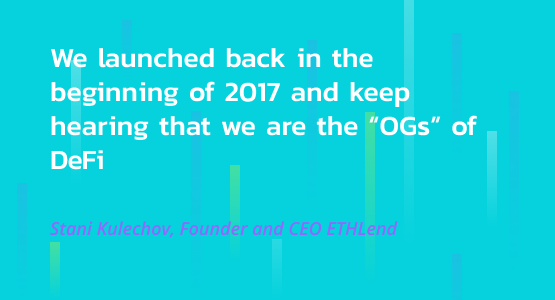 We launched back in the
beginning of 2017 and keep
hearing that we are the “OGs” of
DeFi
Stani Kulechov, Founder and CEO ETHLend